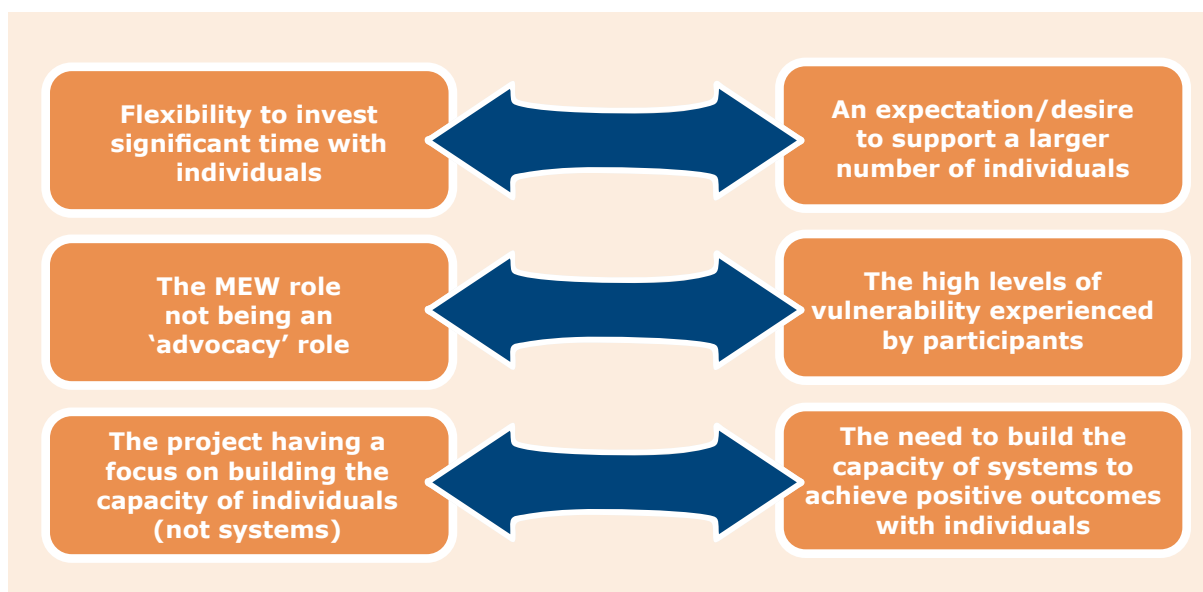 Flexibility to invest
significant time with
individuals
An expectation/desire
to support a larger
number of individuals
The MEW role
not being an
‘advocacy’ role
The high levels of
vulnerability experienced
by participants
The project having a
focus on building the
capacity of individuals
(not systems)
The need to build the
capacity of systems to
achieve positive outcomes
with individuals